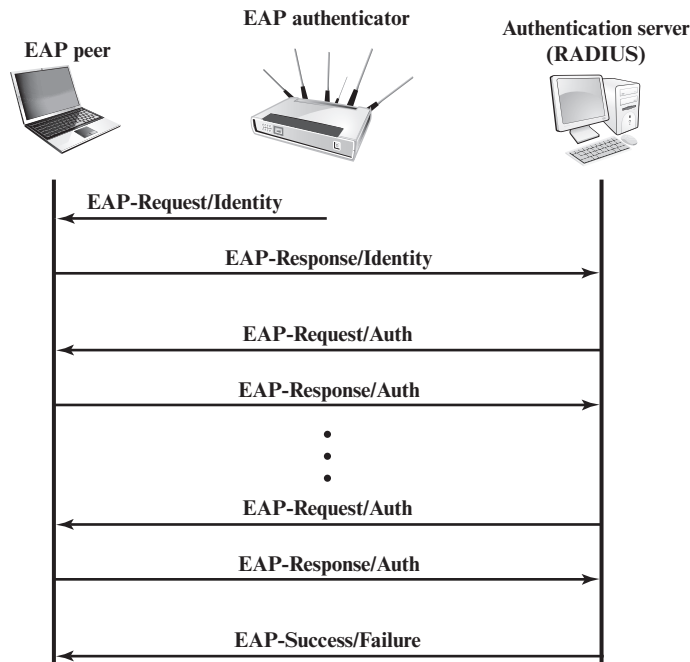 EAP peer
EAP authenticator
Authentication server
(RADIUS)
EAP-Request/Identity
EAP-Response/Identity
EAP-Request/Auth
EAP-Response/Auth
EAP-Request/Auth
EAP-Response/Auth
EAP-Success/Failure